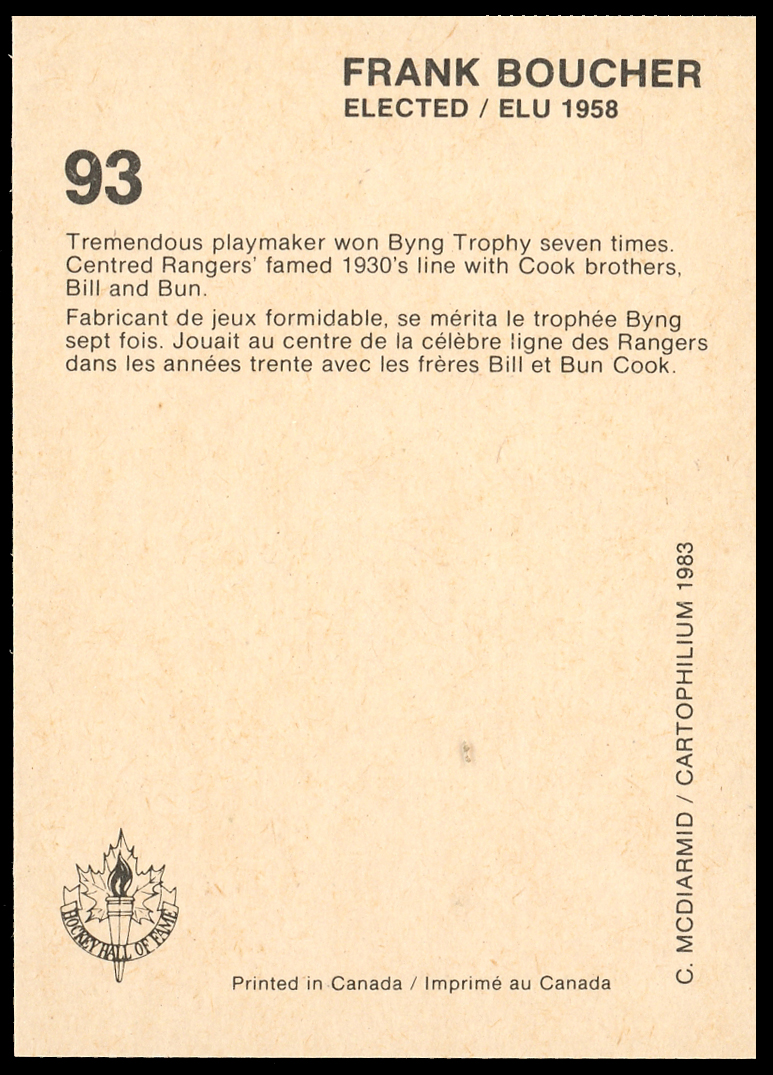 FRANK BOUCHER
ELECTED / ELU 1958
93
Tremendous playmaker won Byng Trophy seven times.
Centred Rangers' famed 1930's line with Cook brothers,
Bill and Bun.
Fabricant de jeux formidable, se mérita le trophée Byng
sept fois. Jouait au centre de la célèbre ligne des Rangers
dans les années trente avec les frères Bill et Bun Cook.
C. MCDIARMID / CARTOPHILIUM 1983
HOCKEY HALL OF FAME
Printed in Canada / Imprimé au Canada